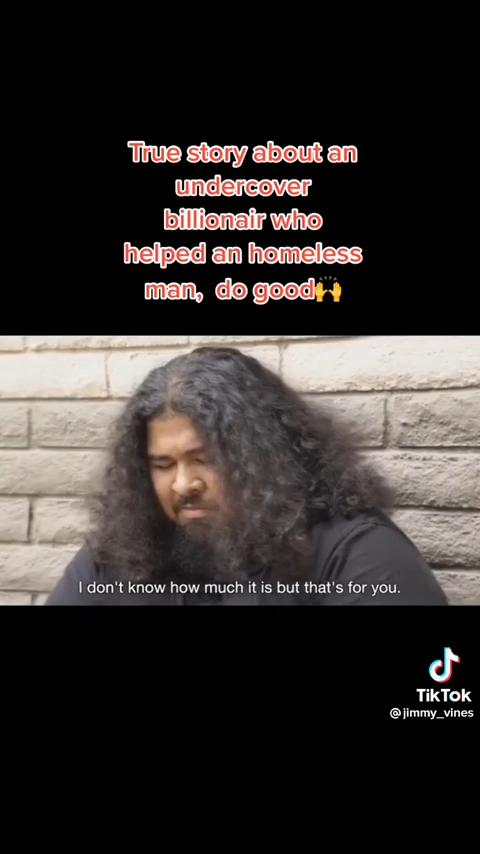 True story about an
undercover
billionair who
helped an homeless
man, do good🙌
I don't know how much it is but that's for you.
TikTok
@jimmy_vines